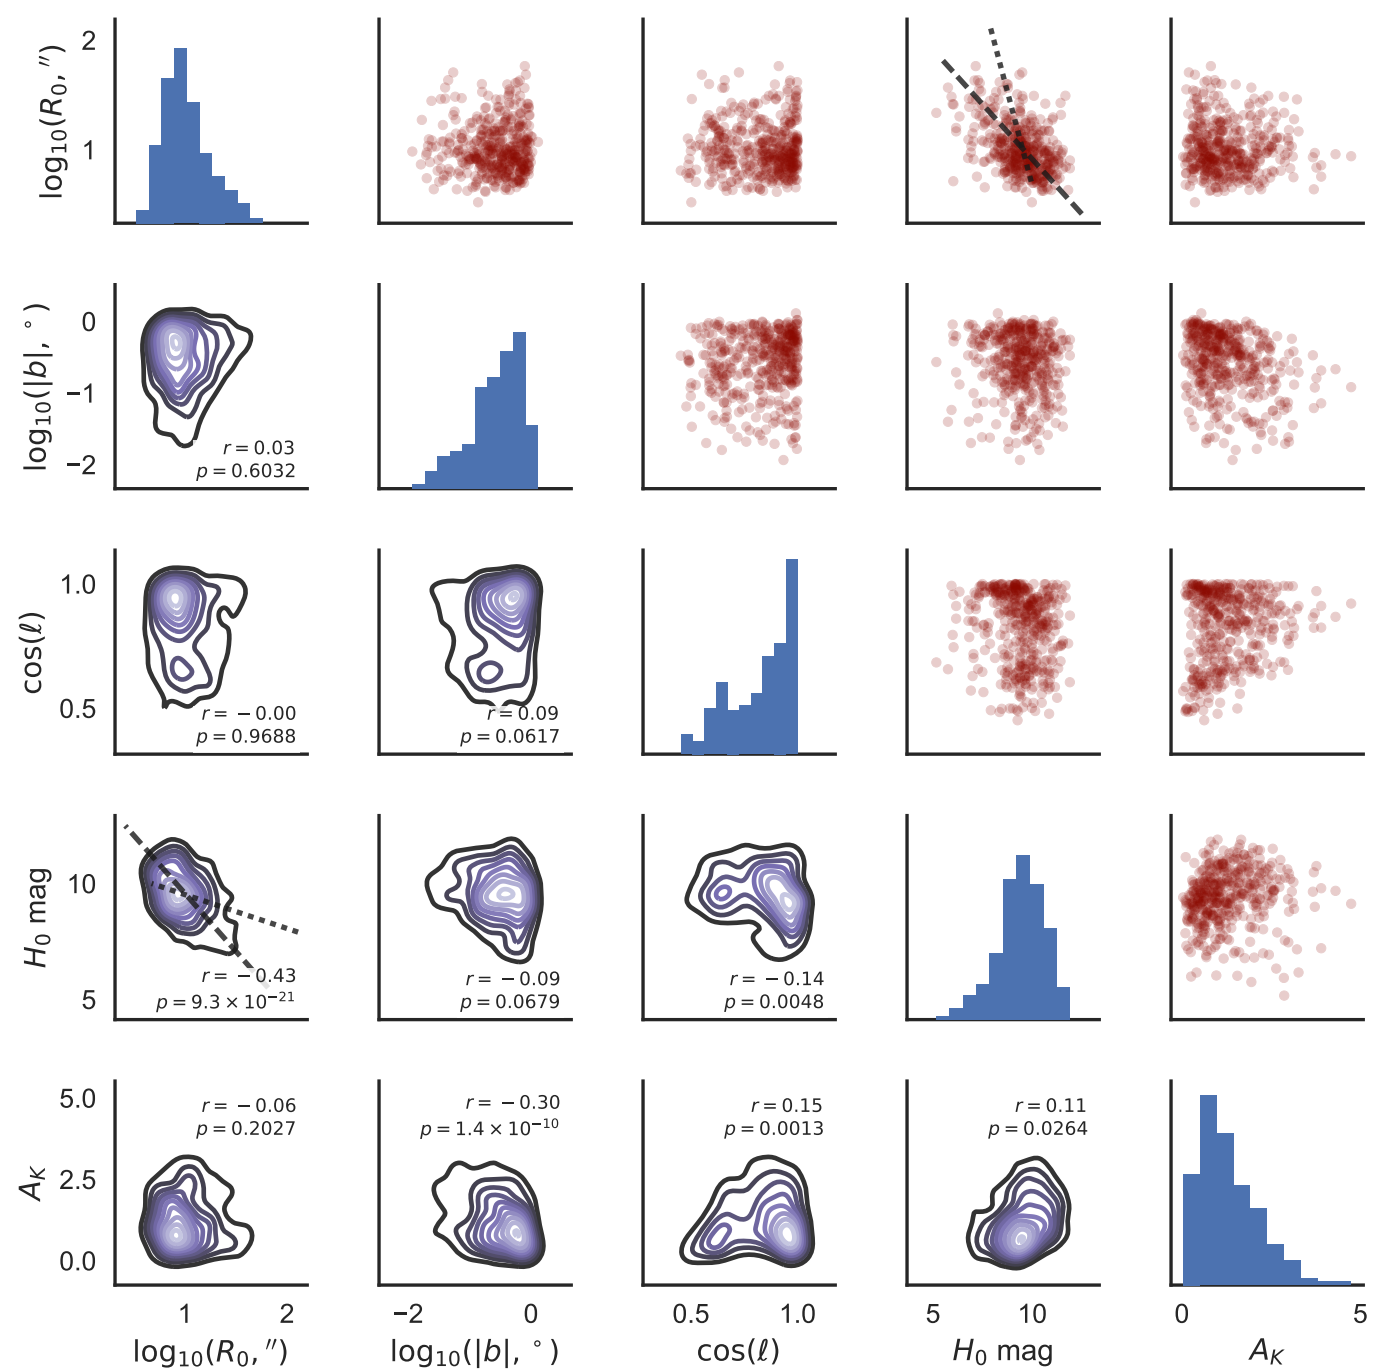 2
1
log₁₀(R₀, ″)
0
−1
−2
log₁₀(|b|, °)
r = 0.03
p = 0.6032
1.0
0.5
cos(ℓ)
r = −0.00
p = 0.9688
r = 0.09
p = 0.0617
10
5
H₀ mag
r = −0.43
p = 9.3 × 10⁻²¹
r = −0.09
p = 0.0679
r = −0.14
p = 0.0048
5.0
2.5
0.0
A_K
r = −0.06
p = 0.2027
r = −0.30
p = 1.4 × 10⁻¹⁰
r = 0.15
p = 0.0013
r = 0.11
p = 0.0264
1 2 −2 0 0.5 1.0 5 10 0 5
log₁₀(R₀, ″) log₁₀(|b|, °) cos(ℓ) H₀ mag A_K